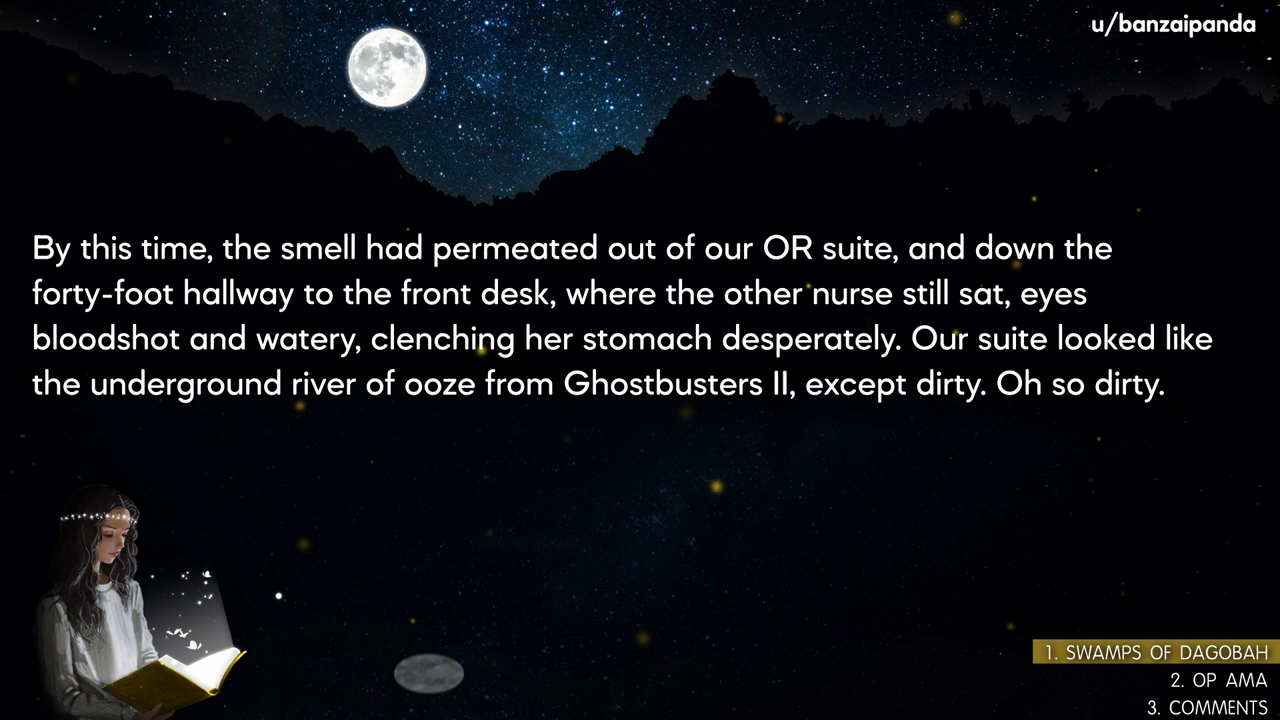 u/banzaipanda
By this time, the smell had permeated out of our OR suite, and down the
forty-foot hallway to the front desk, where the other nurse still sat, eyes
bloodshot and watery, clenching her stomach desperately. Our suite looked like
the underground river of ooze from Ghostbusters II, except dirty. Oh so dirty.
1. SWAMPS OF DAGOBAH
2. OP AMA
3. COMMENTS